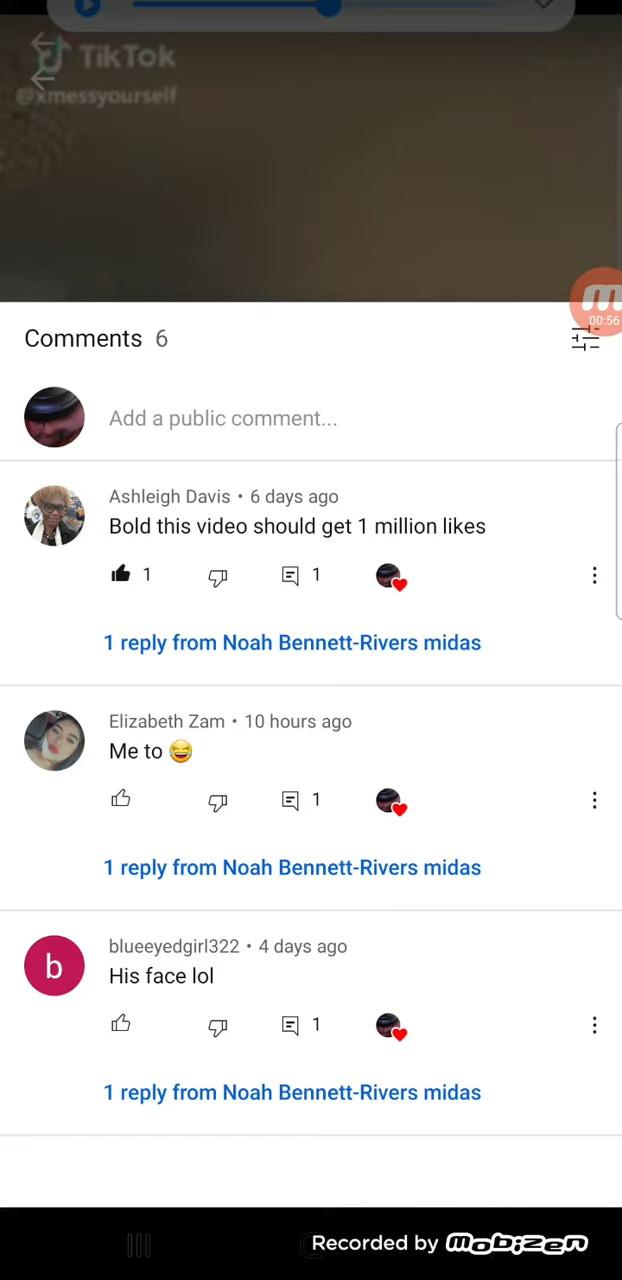 TikTok
@xmessyourself
00:56
Comments 6
Add a public comment...
Ashleigh Davis • 6 days ago
Bold this video should get 1 million likes
1 1
1 reply from Noah Bennett-Rivers midas
Elizabeth Zam • 10 hours ago
Me to 😂
1
1 reply from Noah Bennett-Rivers midas
b
blueeyedgirl322 • 4 days ago
His face lol
1
1 reply from Noah Bennett-Rivers midas
Recorded by mobizen